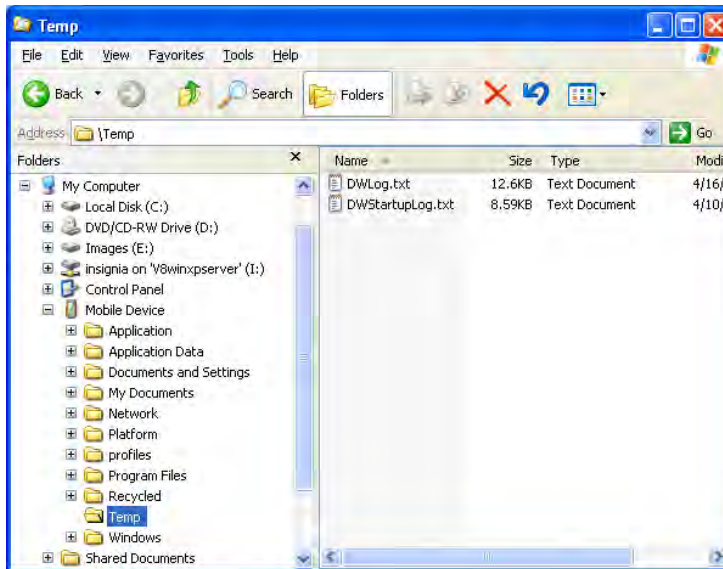 Temp
File Edit View Favorites Tools Help
Back Search Folders
Address \Temp Go
Folders × Name Size Type Modi
My Computer
Local Disk (C:)
DVD/CD-RW Drive (D:)
Images (E:)
insignia on 'V8winxpserver' (I:)
Control Panel
Mobile Device
Application
Application Data
Documents and Settings
My Documents
Network
Platform
profiles
Program Files
Recycled
Temp
Windows
Shared Documents
DWLog.txt 12.6KB Text Document 4/16/
DWStartupLog.txt 8.59KB Text Document 4/10/